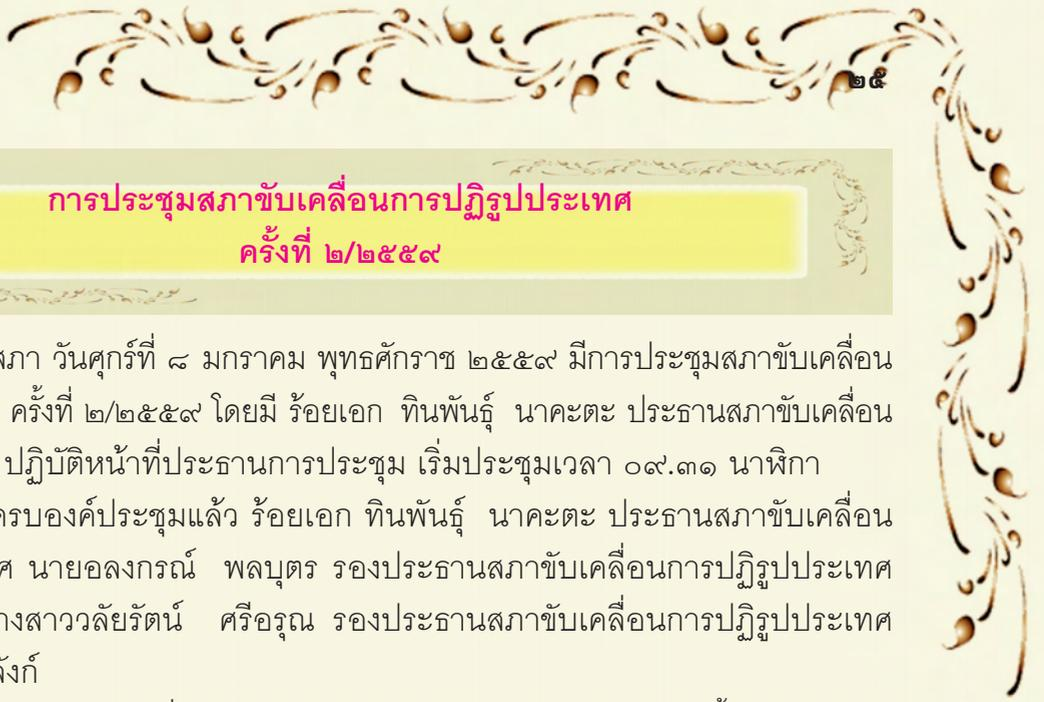 ๒๕
การประชุมสภาขับเคลื่อนการปฏิรูปประเทศ
ครั้งที่ ๒/๒๕๕๙
สภา วันศุกร์ที่ ๘ มกราคม พุทธศักราช ๒๕๕๙ มีการประชุมสภาขับเคลื่อน
ครั้งที่ ๒/๒๕๕๙ โดยมี ร้อยเอก ทินพันธุ์ นาคะตะ ประธานสภาขับเคลื่อน
ปฏิบัติหน้าที่ประธานการประชุม เริ่มประชุมเวลา ๐๙.๓๑ นาฬิกา
ครบองค์ประชุมแล้ว ร้อยเอก ทินพันธุ์ นาคะตะ ประธานสภาขับเคลื่อน
ศ นายอลงกรณ์ พลบุตร รองประธานสภาขับเคลื่อนการปฏิรูปประเทศ
างสาววลัยรัตน์ ศรีอรุณ รองประธานสภาขับเคลื่อนการปฏิรูปประเทศ
ลังก์